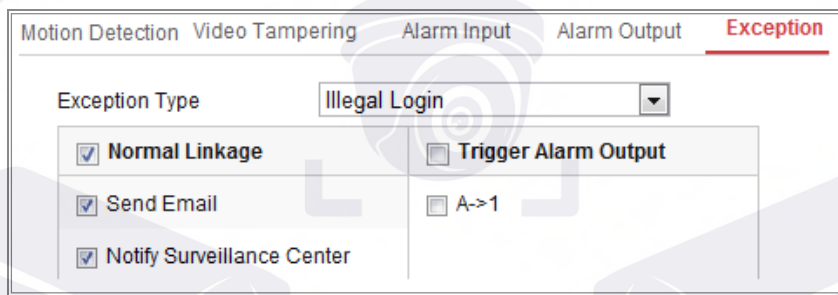 Motion Detection Video Tampering Alarm Input Alarm Output Exception
Exception Type Illegal Login
Normal Linkage Trigger Alarm Output
Send Email A->1
Notify Surveillance Center